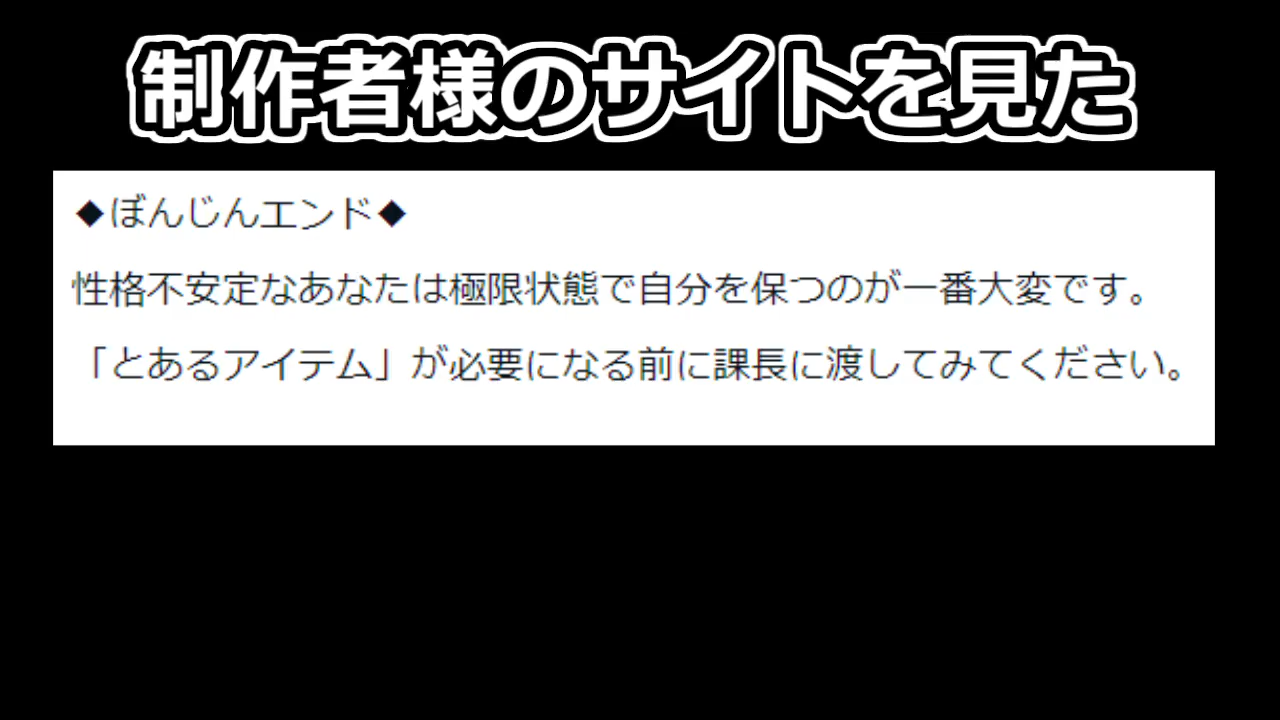 制作者様のサイトを見た
◆ぼんじんエンド◆
性格不安定なあなたは極限状態で自分を保つのが一番大変です。
「とあるアイテム」が必要になる前に課長に渡してみてください。